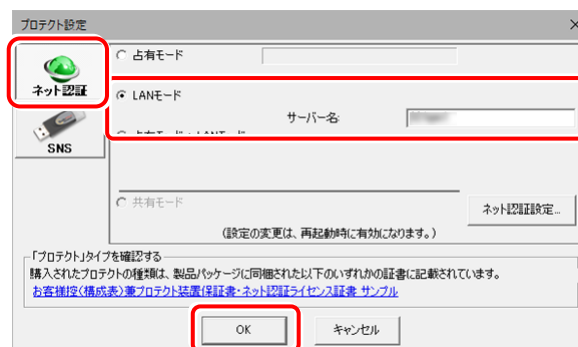 プロテクト設定
ネット認証
SNS
占有モード
LANモード
サーバー名:
共有モード
ネット認証設定...
(設定の変更は、再起動時に有効になります。)
「プロテクト」タイプを確認する
購入されたプロテクトの種類は、製品パッケージに同梱された以下のいずれかの証書に記載されています。
お客様控(構成表)兼プロテクト装置保証書・ネット認証ライセンス証書 サンプル
OK
キャンセル